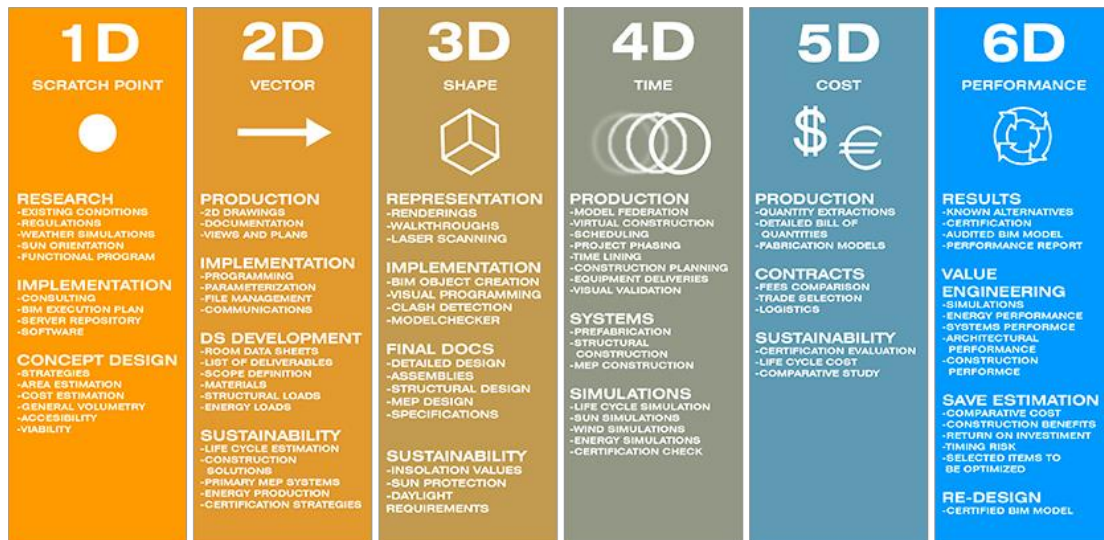 1D
SCRATCH POINT
RESEARCH
-EXISTING CONDITIONS
-REGULATIONS
-WEATHER SIMULATIONS
-SUN ORIENTATION
-FUNCTIONAL PROGRAM
IMPLEMENTATION
-CONSULTING
-BIM EXECUTION PLAN
-SERVER REPOSITORY
-SOFTWARE
CONCEPT DESIGN
-STRATEGIES
-AREA ESTIMATION
-COST ESTIMATION
-GENERAL VOLUMETRY
-ACCESIBILITY
-VIABILITY
2D
VECTOR
PRODUCTION
-2D DRAWINGS
-DOCUMENTATION
-VIEWS AND PLANS
IMPLEMENTATION
-PROGRAMMING
-PARAMETERIZATION
-FILE MANAGEMENT
-COMMUNICATIONS
DS DEVELOPMENT
-ROOM DATA SHEETS
-LIST OF DELIVERABLES
-SCOPE DEFINITION
-MATERIALS
-STRUCTURAL LOADS
-ENERGY LOADS
SUSTAINABILITY
-LIFE CYCLE ESTIMATION
-CONSTRUCTION
SOLUTIONS
-PRIMARY MEP SYSTEMS
-ENERGY PRODUCTION
-CERTIFICATION STRATEGIES
3D
SHAPE
REPRESENTATION
-RENDERINGS
-WALKTHROUGHS
-LASER SCANNING
IMPLEMENTATION
-BIM OBJECT CREATION
-VISUAL PROGRAMMING
-CLASH DETECTION
-MODELCHECKER
FINAL DOCS
-DETAILED DESIGN
-ASSEMBLIES
-STRUCTURAL DESIGN
-MEP DESIGN
-SPECIFICATIONS
SUSTAINABILITY
-INSOLATION VALUES
-SUN PROTECTION
-DAYLIGHT
REQUIREMENTS
4D
TIME
PRODUCTION
-MODEL FEDERATION
-VIRTUAL CONSTRUCTION
-SCHEDULING
-PROJECT PHASING
-TIME LINING
-CONSTRUCTION PLANNING
-EQUIPMENT DELIVERIES
-VISUAL VALIDATION
SYSTEMS
-PREFABRICATION
-STRUCTURAL
CONSTRUCTION
-MEP CONSTRUCTION
SIMULATIONS
-LIFE CYCLE SIMULATION
-SUN SIMULATIONS
-WIND SIMULATIONS
-ENERGY SIMULATIONS
-CERTIFICATION CHECK
5D
COST
$ €
PRODUCTION
-QUANTITY EXTRACTIONS
-DETAILED BILL OF
QUANTITIES
-FABRICATION MODELS
CONTRACTS
-FEES COMPARISON
-TRADE SELECTION
-LOGISTICS
SUSTAINABILITY
-CERTIFICATION EVALUATION
-LIFE CYCLE COST
-COMPARATIVE STUDY
6D
PERFORMANCE
RESULTS
-KNOWN ALTERNATIVES
-CERTIFICATION
-AUDITED BIM MODEL
-PERFORMANCE REPORT
VALUE
ENGINEERING
-SIMULATIONS
-ENERGY PERFORMANCE
-SYSTEMS PERFORMCE
-ARCHITECTURAL
PERFORMANCE
-CONSTRUCTION
PERFORMCE
SAVE ESTIMATION
-COMPARATIVE COST
-CONSTRUCTION BENEFITS
-RETURN ON INVESTIMENT
-TIMING RISK
-SELECTED ITEMS TO
BE OPTIMIZED
RE-DESIGN
-CERTIFIED BIM MODEL